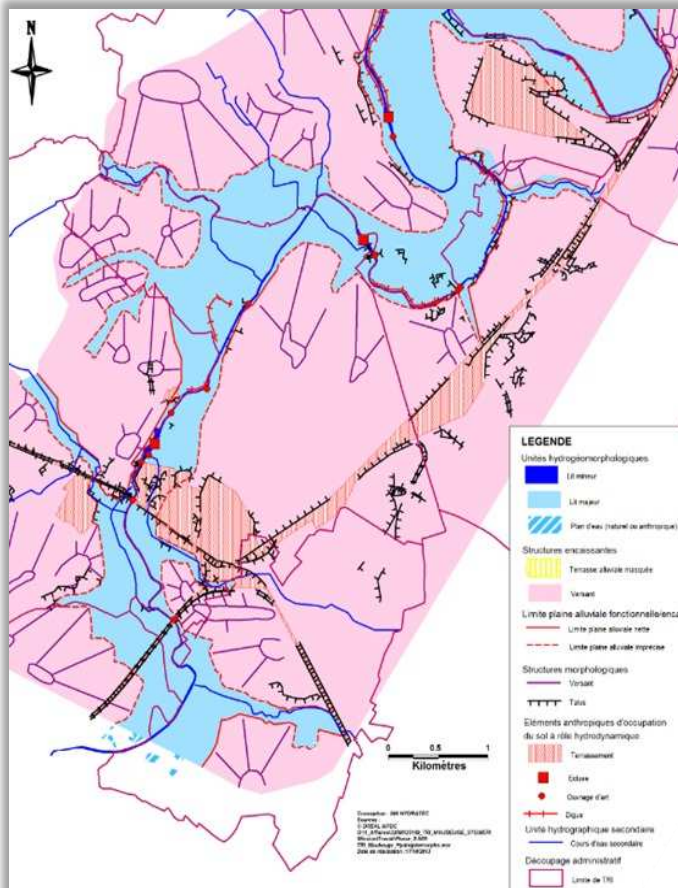 N
LEGENDE
Unités hydrogéomorphologiques
Lit mineur
Lit majeur
Plan d'eau (naturel ou anthropique)
Structures encaissantes
Terrasse alluviale masquée
Versant
Limite plaine alluviale fonctionnelle/enca
Limite plaine alluviale nette
Limite plaine alluviale imprécise
Structures morphologiques
Versant
Talus
Eléments anthropiques d'occupation
du sol à rôle hydrodynamique
Terrassement
Ecluse
Ouvrage d'art
Digue
Unité hydrographique secondaire
Cours d'eau secondaire
Découpage administratif
Limite de TRI
0 0.5 1
Kilomètres
Sources :